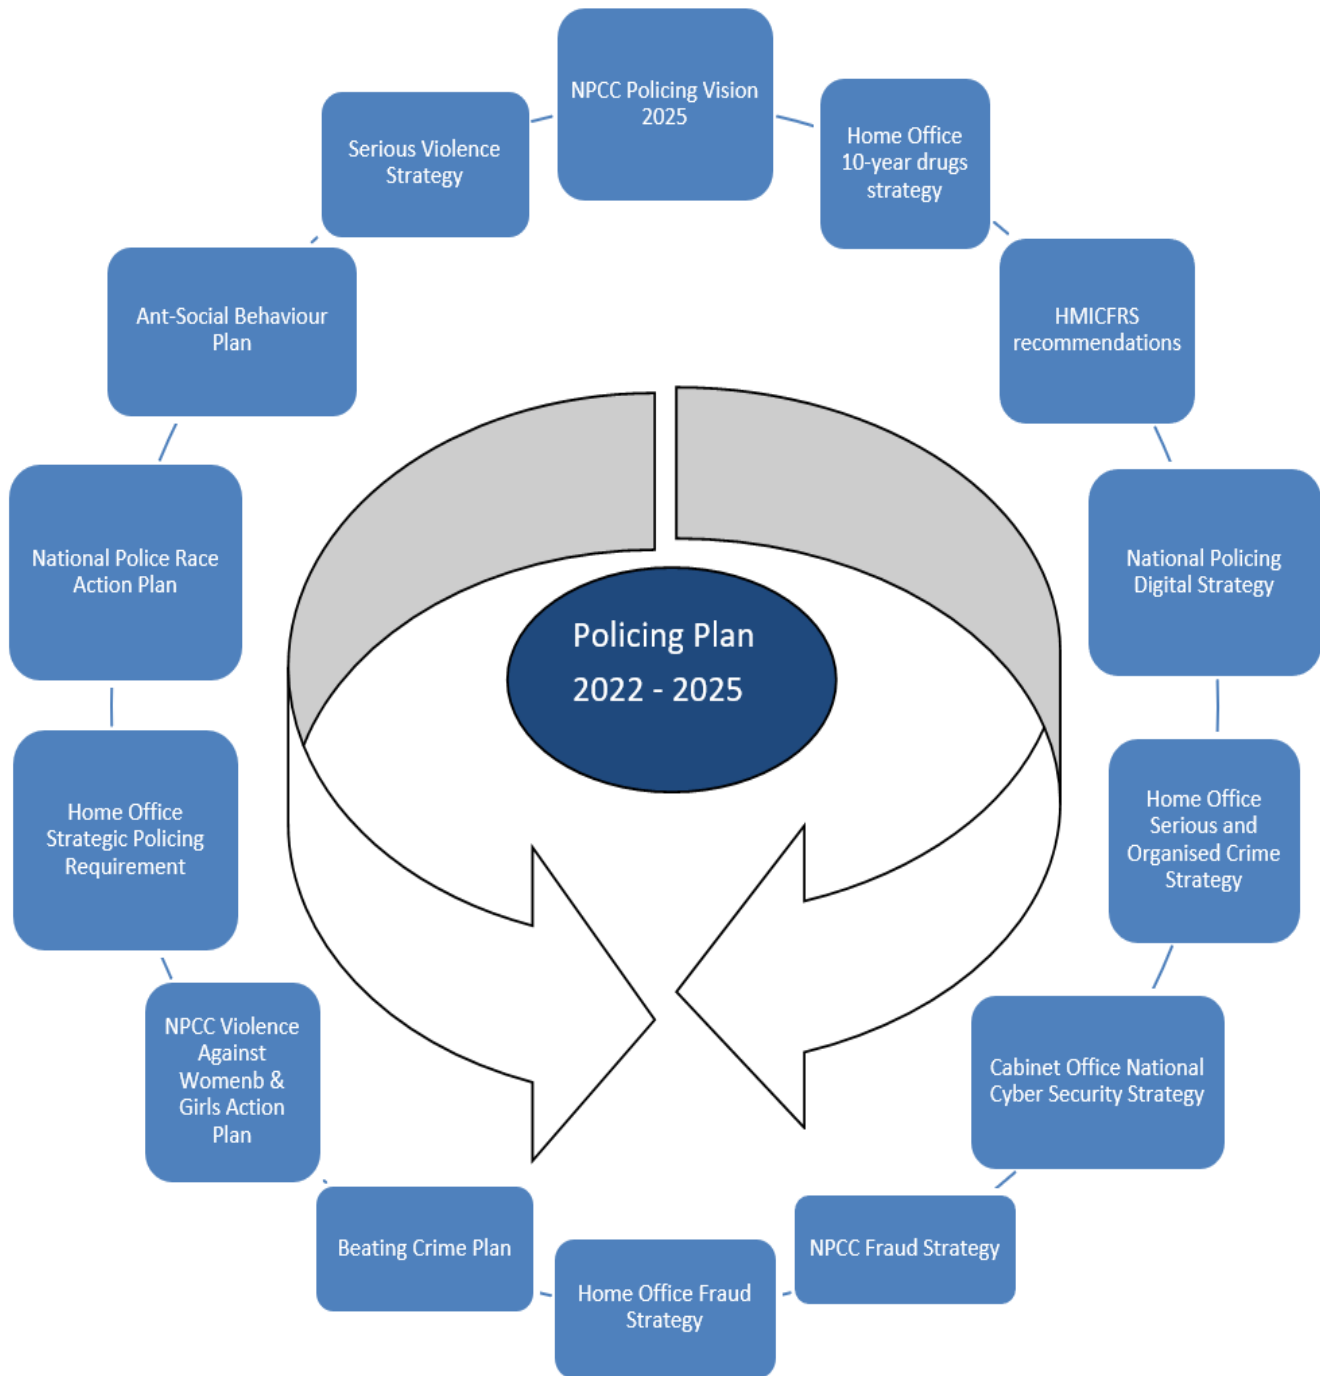 NPCC Policing Vision
2025
Home Office
10-year drugs
strategy
HMICFRS
recommendations
National Policing
Digital Strategy
Home Office
Serious and
Organised Crime
Strategy
Cabinet Office National
Cyber Security Strategy
NPCC Fraud Strategy
Home Office Fraud
Strategy
Beating Crime Plan
NPCC Violence
Against
Womenb &
Girls Action
Plan
Home Office
Strategic Policing
Requirement
National Police Race
Action Plan
Ant-Social Behaviour
Plan
Serious Violence
Strategy
Policing Plan
2022 - 2025